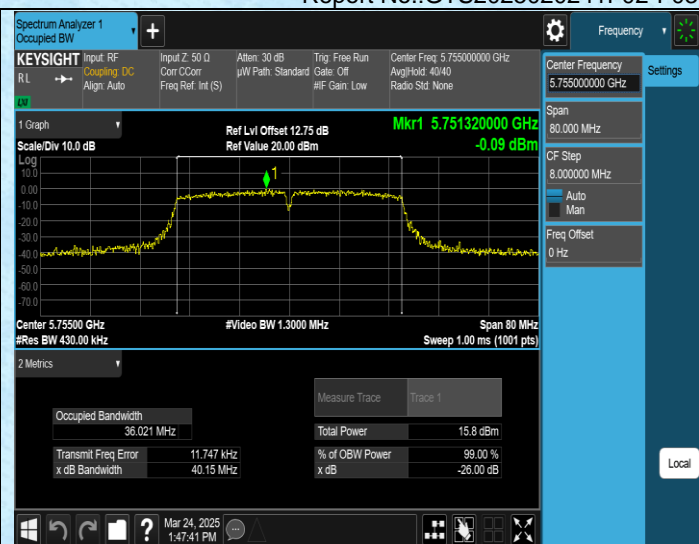 Spectrum Analyzer 1
Occupied BW
+
Frequency
KEYSIGHT
RL
LXI
Input: RF
Coupling: DC
Align: Auto
Input Z: 50 Ω
Corr CCorr
Freq Ref: Int (S)
Atten: 30 dB
µW Path: Standard
Trig: Free Run
Gate: Off
#IF Gain: Low
Center Freq: 5.755000000 GHz
Avg|Hold: 40/40
Radio Std: None
Center Frequency
5.755000000 GHz
Settings
Span
80.000 MHz
CF Step
8.000000 MHz
Auto
Man
Freq Offset
0 Hz
1 Graph
Scale/Div 10.0 dB
Ref Lvl Offset 12.75 dB
Ref Value 20.00 dBm
Mkr1 5.751320000 GHz
-0.09 dBm
Log
10.0
0.00
-10.0
-20.0
-30.0
-40.0
-50.0
-60.0
-70.0
1
Center 5.75500 GHz
#Res BW 430.00 kHz
#Video BW 1.3000 MHz
Span 80 MHz
Sweep 1.00 ms (1001 pts)
2 Metrics
Measure Trace Trace 1
Occupied Bandwidth
36.021 MHz
Total Power 15.8 dBm
Transmit Freq Error 11.747 kHz
% of OBW Power 99.00 %
x dB Bandwidth 40.15 MHz
x dB -26.00 dB
Local
?
Mar 24, 2025
1:47:41 PM